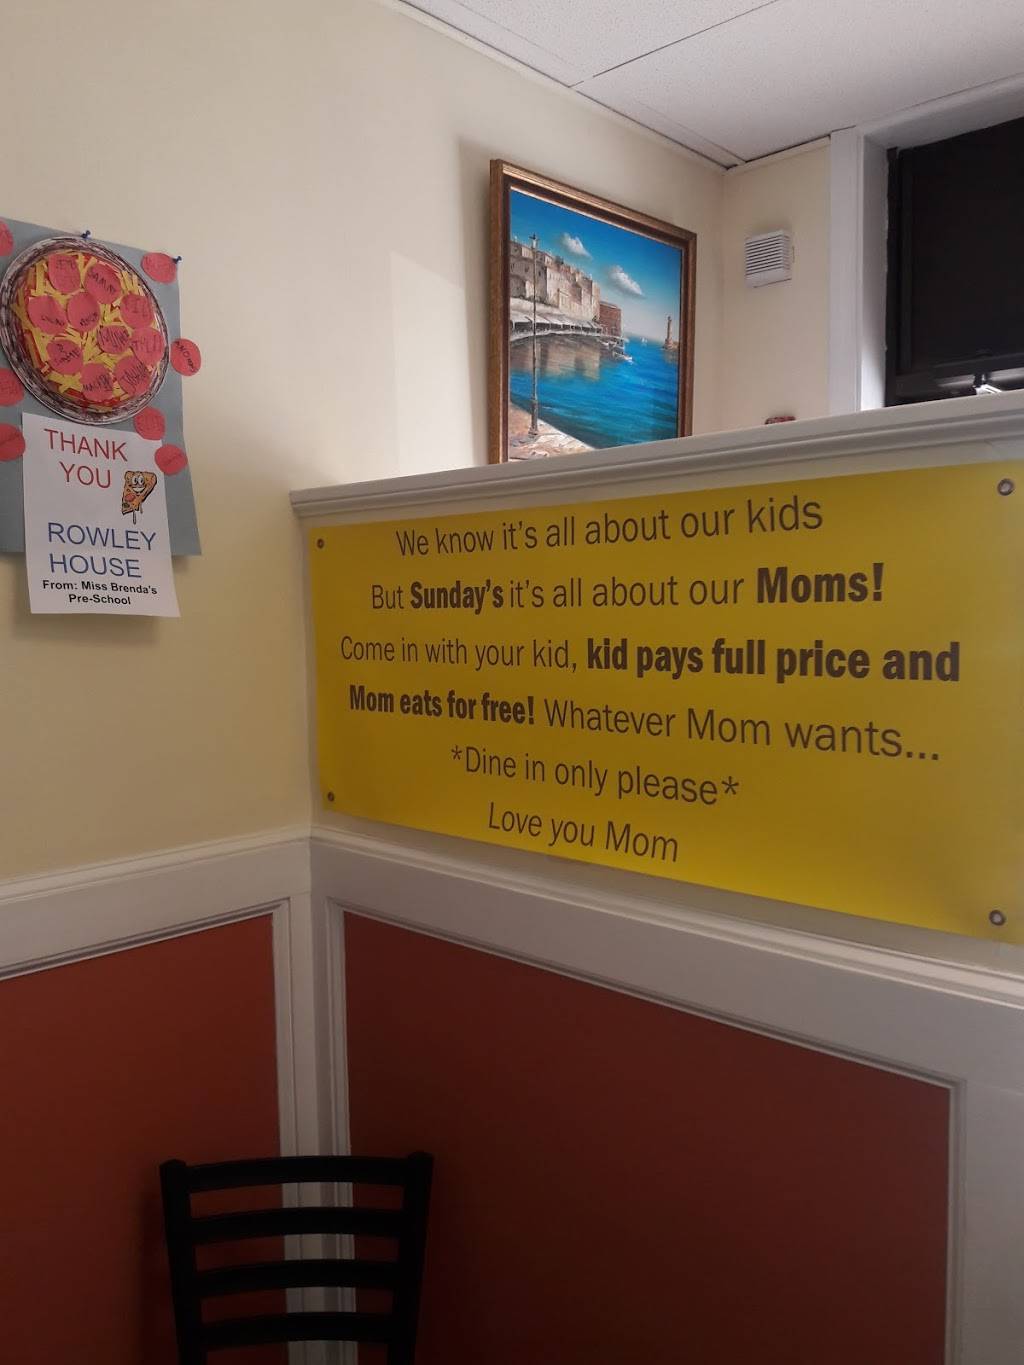 THANK
YOU
ROWLEY
HOUSE
From: Miss Brenda's
Pre-School
We know it's all about our kids
But Sunday's it's all about our Moms!
Come in with your kid, kid pays full price and
Mom eats for free! Whatever Mom wants...
*Dine in only please*
Love you Mom